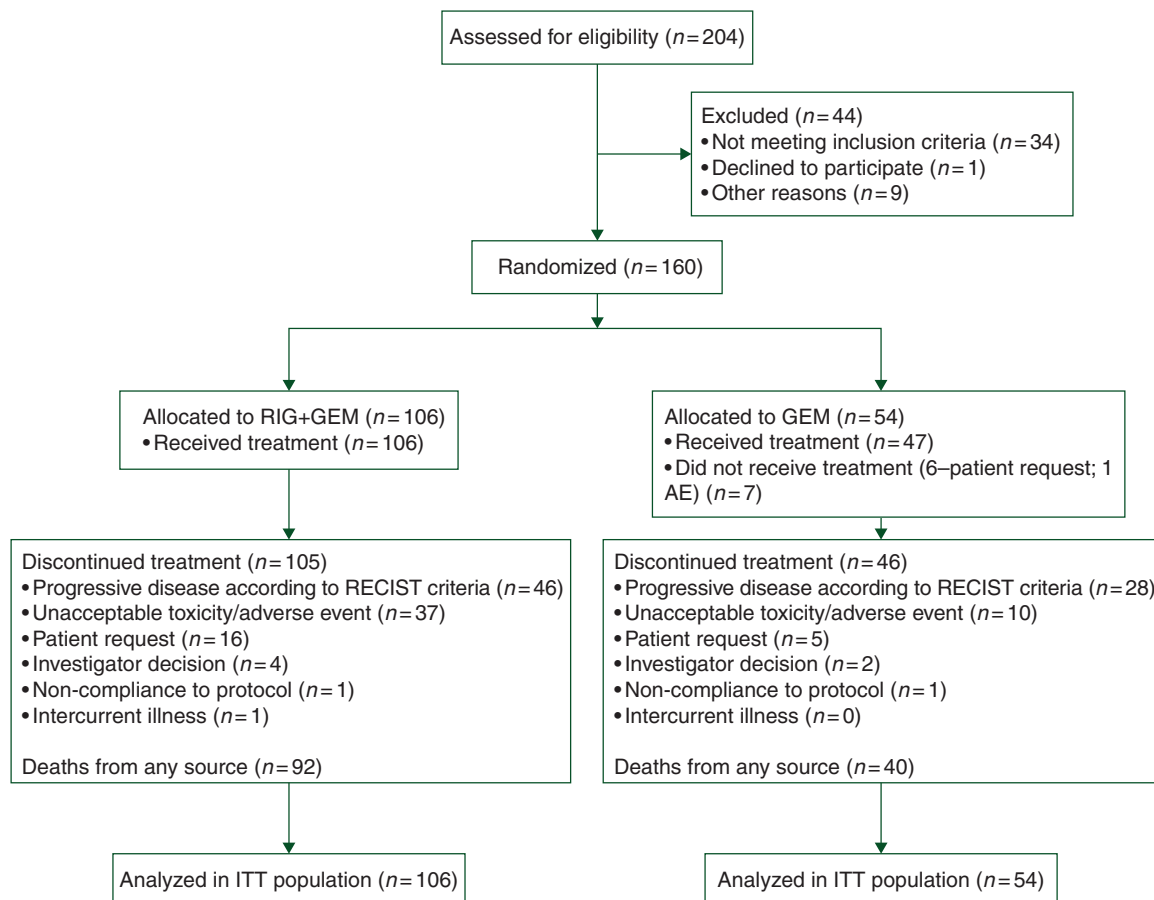 Assessed for eligibility (n=204)
Excluded (n=44)
•Not meeting inclusion criteria (n=34)
•Declined to participate (n=1)
•Other reasons (n=9)
Randomized (n=160)
Allocated to RIG+GEM (n=106)
•Received treatment (n=106)
Allocated to GEM (n=54)
•Received treatment (n=47)
•Did not receive treatment (6–patient request; 1
AE) (n=7)
Discontinued treatment (n=105)
•Progressive disease according to RECIST criteria (n=46)
•Unacceptable toxicity/adverse event (n=37)
•Patient request (n=16)
•Investigator decision (n=4)
•Non-compliance to protocol (n=1)
•Intercurrent illness (n=1)
Deaths from any source (n=92)
Discontinued treatment (n=46)
•Progressive disease according to RECIST criteria (n=28)
•Unacceptable toxicity/adverse event (n=10)
•Patient request (n=5)
•Investigator decision (n=2)
•Non-compliance to protocol (n=1)
•Intercurrent illness (n=0)
Deaths from any source (n=40)
Analyzed in ITT population (n=106)
Analyzed in ITT population (n=54)